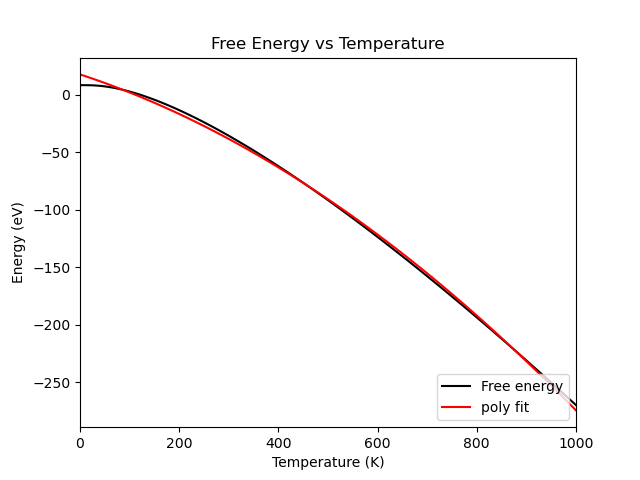 Free Energy vs Temperature
Energy (eV)
0
−50
−100
−150
−200
−250
Free energy
poly fit
0 200 400 600 800 1000
Temperature (K)